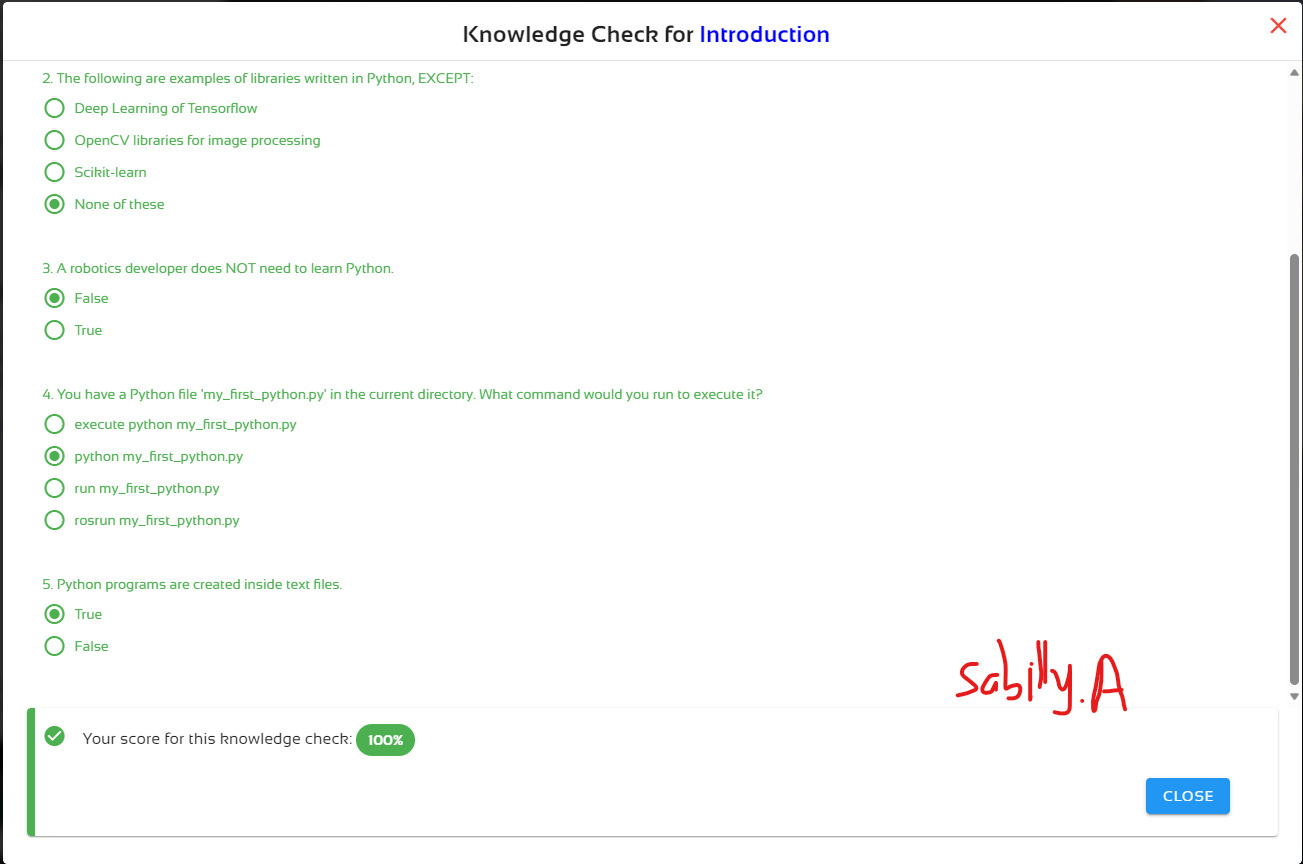 Knowledge Check for Introduction
2. The following are examples of libraries written in Python, EXCEPT:
Deep Learning of Tensorflow
OpenCV libraries for image processing
Scikit-learn
None of these
3. A robotics developer does NOT need to learn Python.
False
True
4. You have a Python file 'my_first_python.py' in the current directory. What command would you run to execute it?
execute python my_first_python.py
python my_first_python.py
run my_first_python.py
rosrun my_first_python.py
5. Python programs are created inside text files.
True
False
Sabilly.A
Your score for this knowledge check: 100%
CLOSE